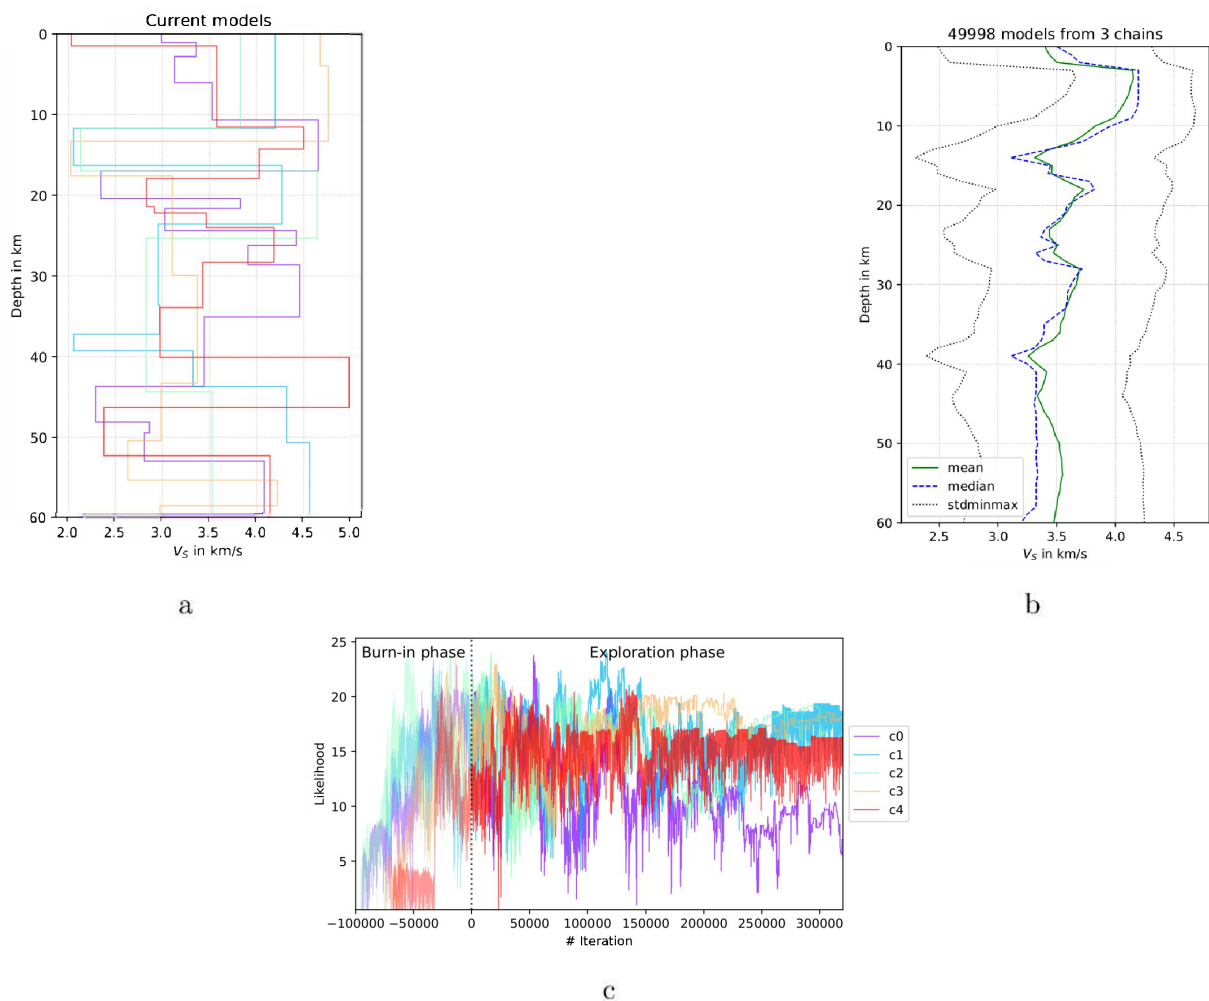 Current models
0
10
20
30
40
50
60
Depth in km
2.0 2.5 3.0 3.5 4.0 4.5 5.0
Vs in km/s
a
49998 models from 3 chains
0
10
20
30
40
50
60
Depth in km
mean
median
stdminmax
2.5 3.0 3.5 4.0 4.5
Vs in km/s
b
25
20
15
10
5
Likelihood
Burn-in phase
Exploration phase
−100000 −50000 0 50000 100000 150000 200000 250000 300000
# Iteration
c0
c1
c2
c3
c4
c